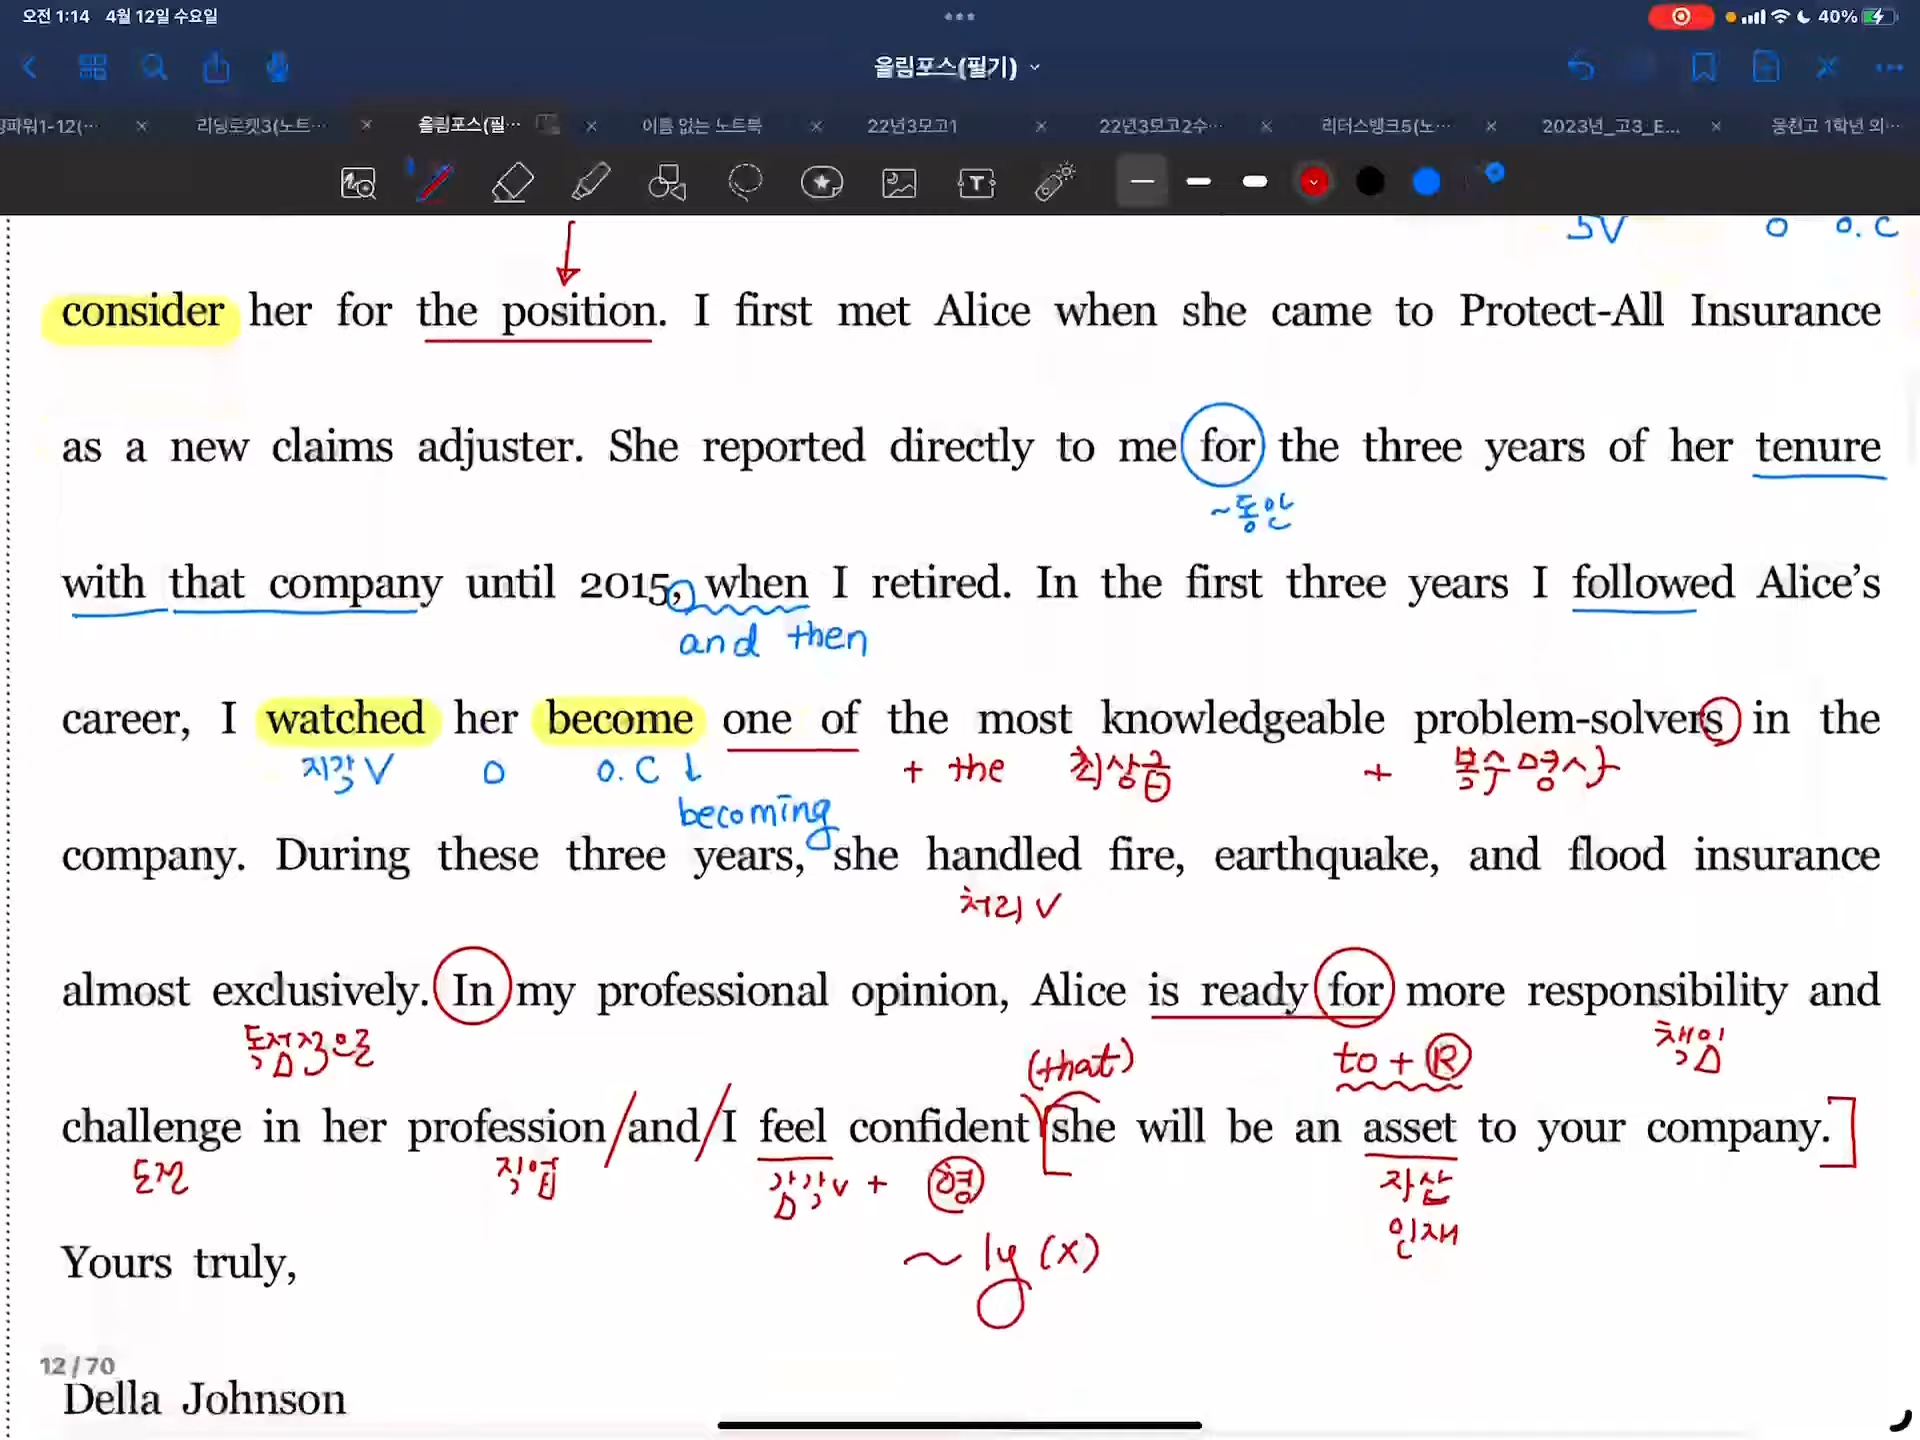 오전 1:14 4월 12일 수요일
40%
올림포스(필기)
22년3모고1
22년3모고2수…
리딩로켓3(노트…
올림포스(필…
이름 없는 노트북
리더스뱅크5(노…
2023년_고3_E...
웅천고 1학년 외…
O O.C
consider her for the position. I first met Alice when she came to Protect-All Insurance
as a new claims adjuster. She reported directly to me for the three years of her tenure
~동안
with that company until 2015, when I retired. In the first three years I followed Alice's
and then
career, I watched her become one of the most knowledgeable problem-solvers in the
지각V O O.C ↓ + the 최상급 + 복수명사
becoming
company. During these three years, she handled fire, earthquake, and flood insurance
처리V
almost exclusively. In my professional opinion, Alice is ready for more responsibility and
독점적으로 (that) to + R 책임
challenge in her profession/and/I feel confident [she will be an asset to your company.]
도전 직업 감각v + 형 자산
인재
Yours truly, ~ly (x)
12/70
Della Johnson